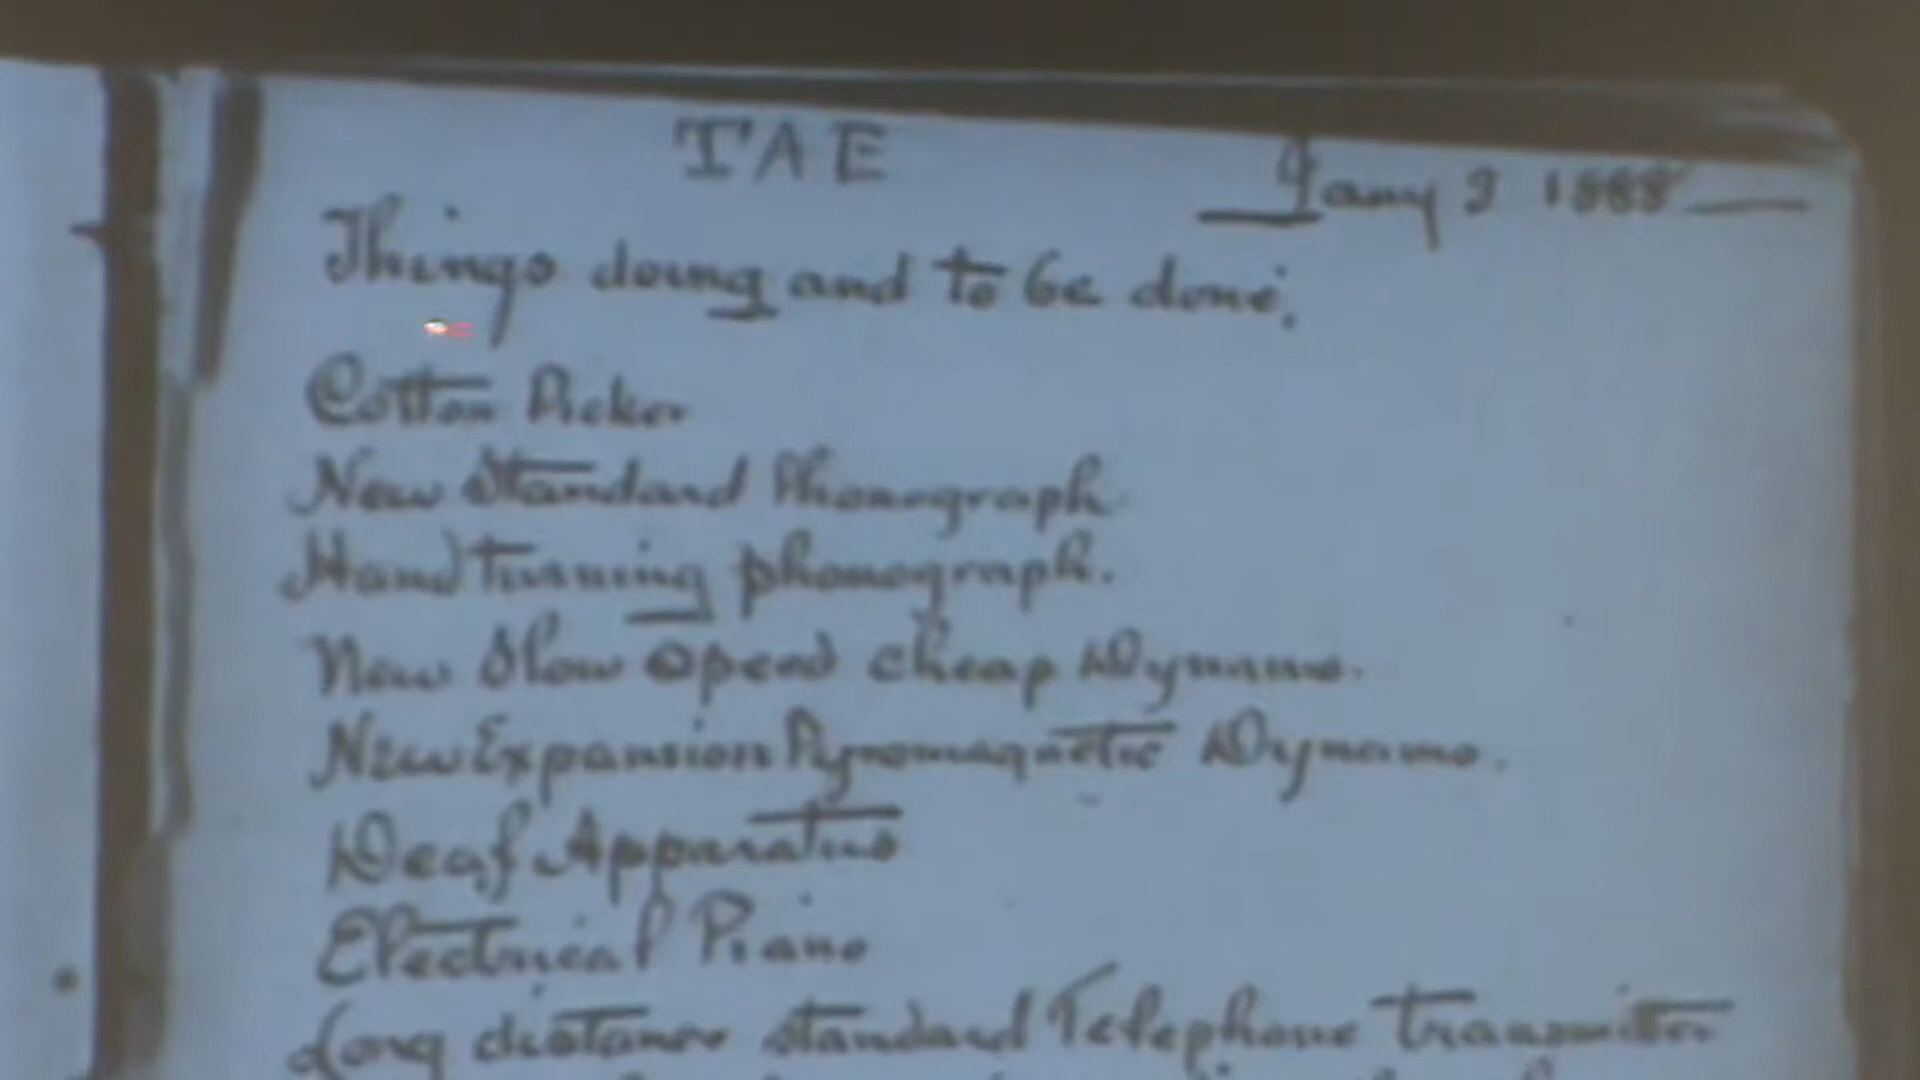 TAE
Jany 3 1888
Things doing and to be done.
Cotton Picker
New Standard Phonograph
Hand turning phonograph.
New Slow Speed cheap Dynamo.
New Expansion Pyromagnetic Dynamo.
Deaf Apparatus
Electrical Piano
Long distance standard Telephone Transmitter